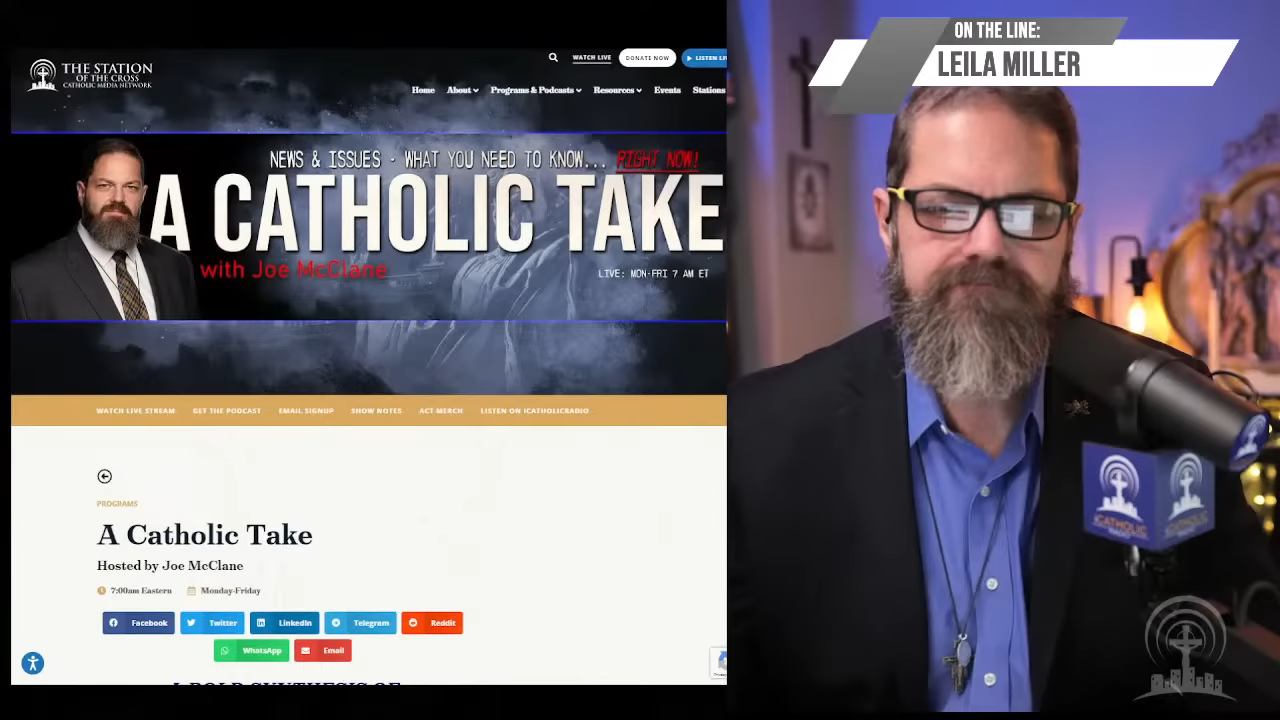 ON THE LINE:
LEILA MILLER
THE STATION
OF THE CROSS
CATHOLIC MEDIA NETWORK
WATCH LIVE
DONATE NOW
LISTEN
Home
About
Programs & Podcasts
Resources
Events
Stations
NEWS & ISSUES - WHAT YOU NEED TO KNOW... RIGHT NOW!
A CATHOLIC TAKE
with Joe McClane
LIVE: MON-FRI 7 AM ET
WATCH LIVE STREAM
GET THE PODCAST
EMAIL SIGNUP
SHOW NOTES
ACT MERCH
LISTEN ON ICATHOLICRADIO
PROGRAMS
A Catholic Take
Hosted by Joe McClane
7:00am Eastern
Monday-Friday
Facebook
Twitter
LinkedIn
Telegram
Reddit
WhatsApp
Email
iCATHOLIC
RADIO